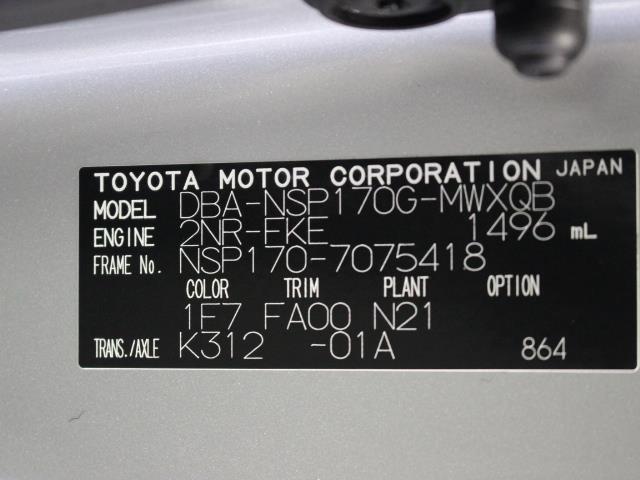 TOYOTA MOTOR CORPORATION JAPAN
MODEL DBA-NSP170G-MWXQB
ENGINE 2NR-FKE 1496 mL
FRAME No. NSP170-7075418
COLOR TRIM PLANT OPTION
1F7 FA00 N21
TRANS./AXLE K312 -01A 864